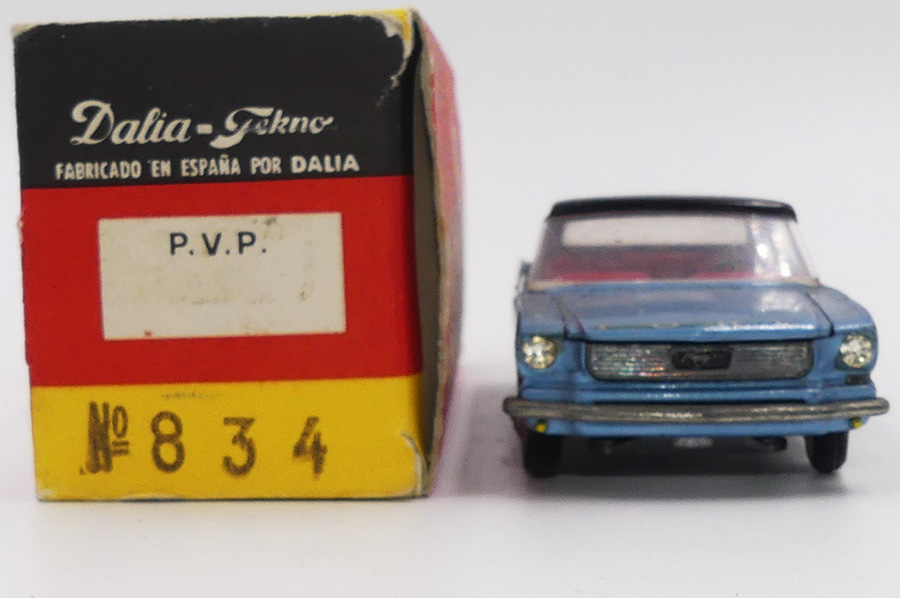 Dalia-Tekno
FABRICADO EN ESPAÑA POR DALIA
P.V.P.
Nº 834